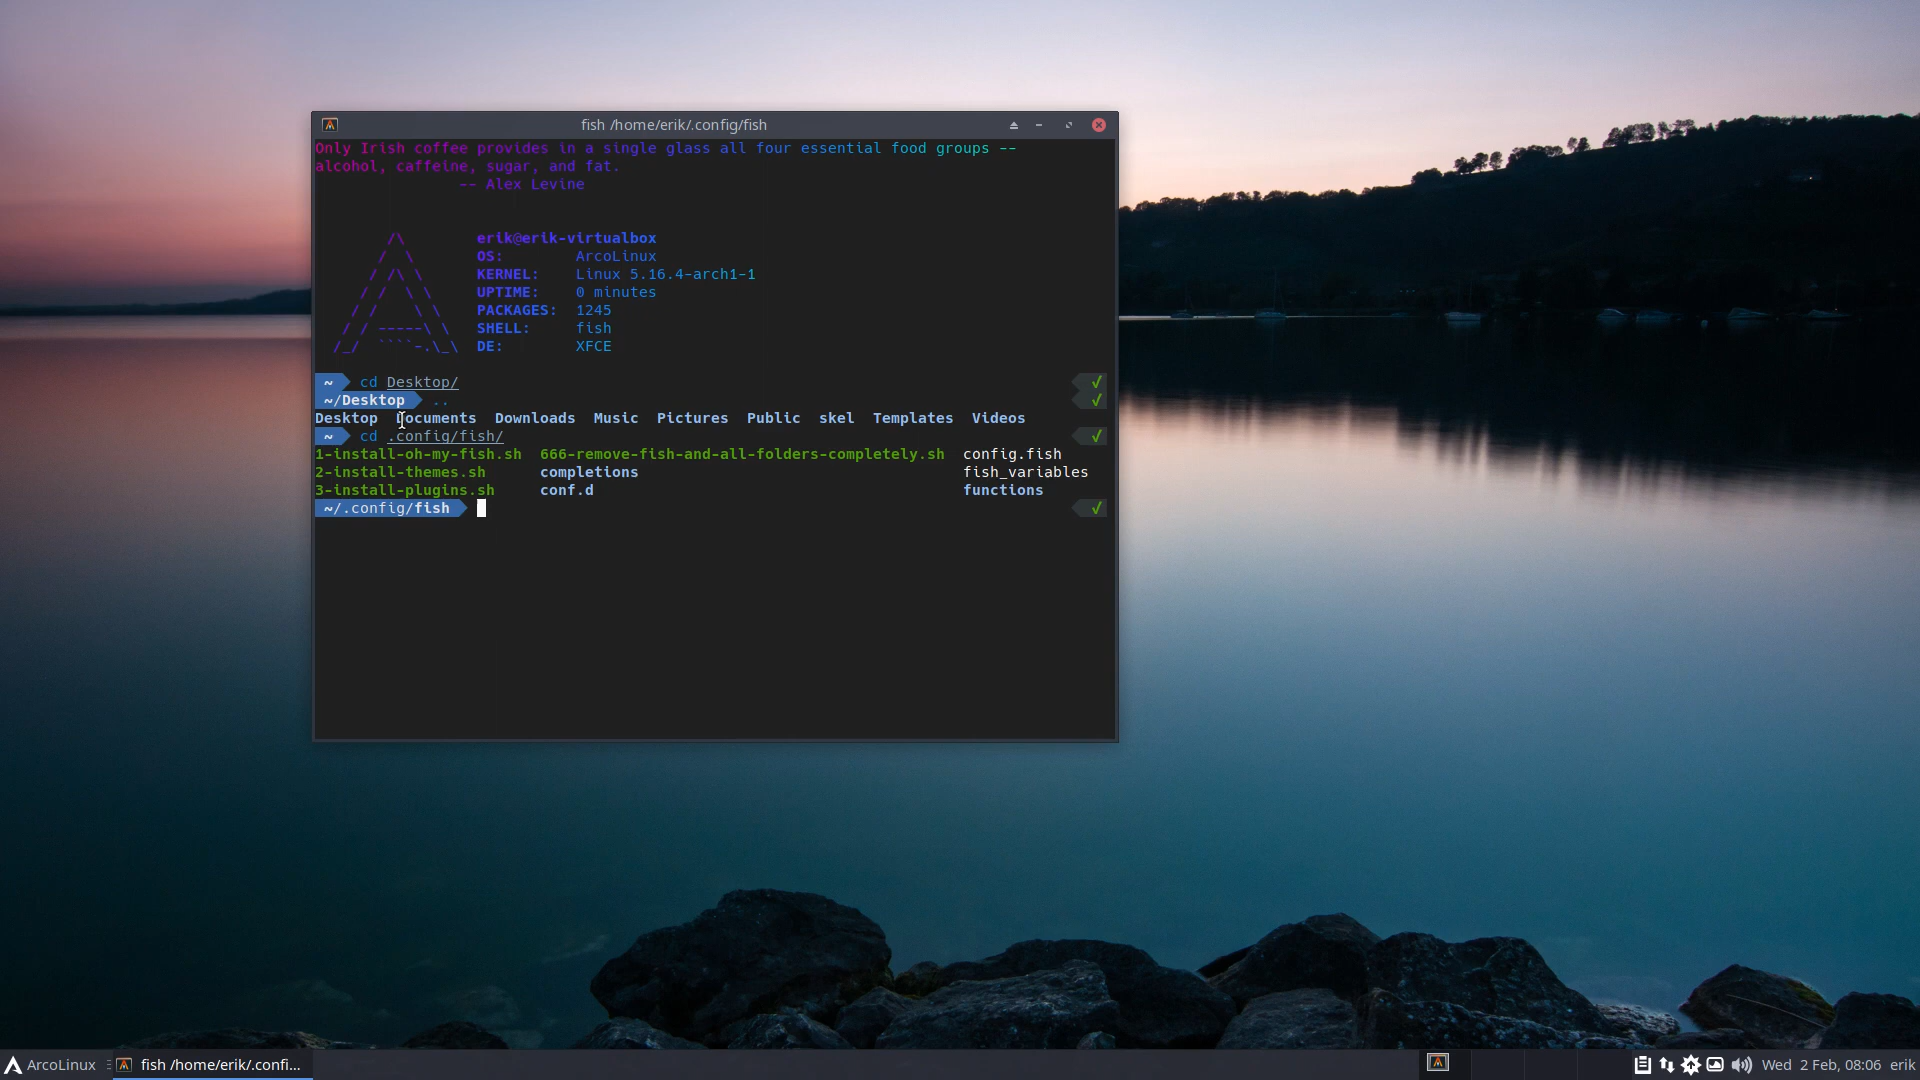 fish /home/erik/.config/fish
Only Irish coffee provides in a single glass all four essential food groups --
alcohol, caffeine, sugar, and fat.
-- Alex Levine
erik@erik-virtualbox
OS: ArcoLinux
KERNEL: Linux 5.16.4-arch1-1
UPTIME: 0 minutes
PACKAGES: 1245
SHELL: fish
DE: XFCE
~ cd Desktop/ ✓
~/Desktop .. ✓
Desktop Documents Downloads Music Pictures Public skel Templates Videos
~ cd .config/fish/ ✓
1-install-oh-my-fish.sh 666-remove-fish-and-all-folders-completely.sh config.fish
2-install-themes.sh completions fish_variables
3-install-plugins.sh conf.d functions
~/.config/fish ✓
ArcoLinux fish /home/erik/.confi... Wed 2 Feb, 08:06 erik